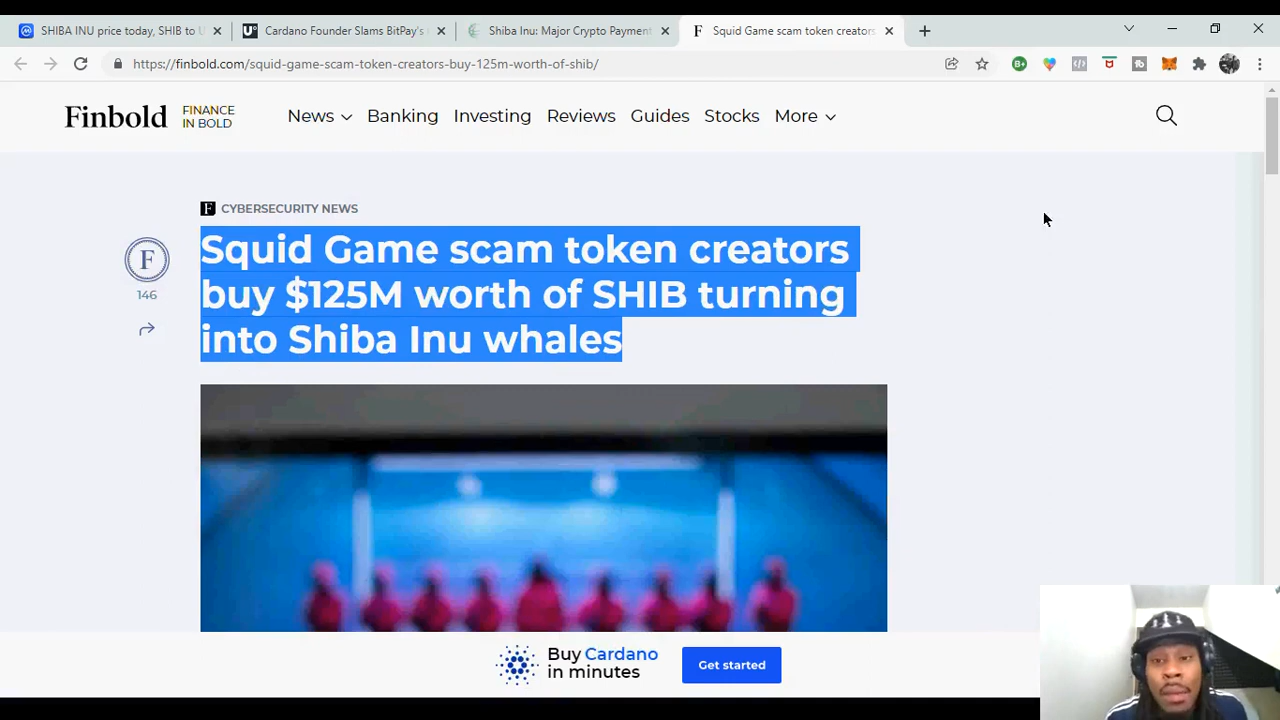 SHIBA INU price today, SHIB to U
Cardano Founder Slams BitPay's
Shiba Inu: Major Crypto Payment
Squid Game scam token creators
https://finbold.com/squid-game-scam-token-creators-buy-125m-worth-of-shib/
Finbold
FINANCE
IN BOLD
News
Banking
Investing
Reviews
Guides
Stocks
More
CYBERSECURITY NEWS
Squid Game scam token creators
buy $125M worth of SHIB turning
into Shiba Inu whales
146
Buy Cardano
in minutes
Get started